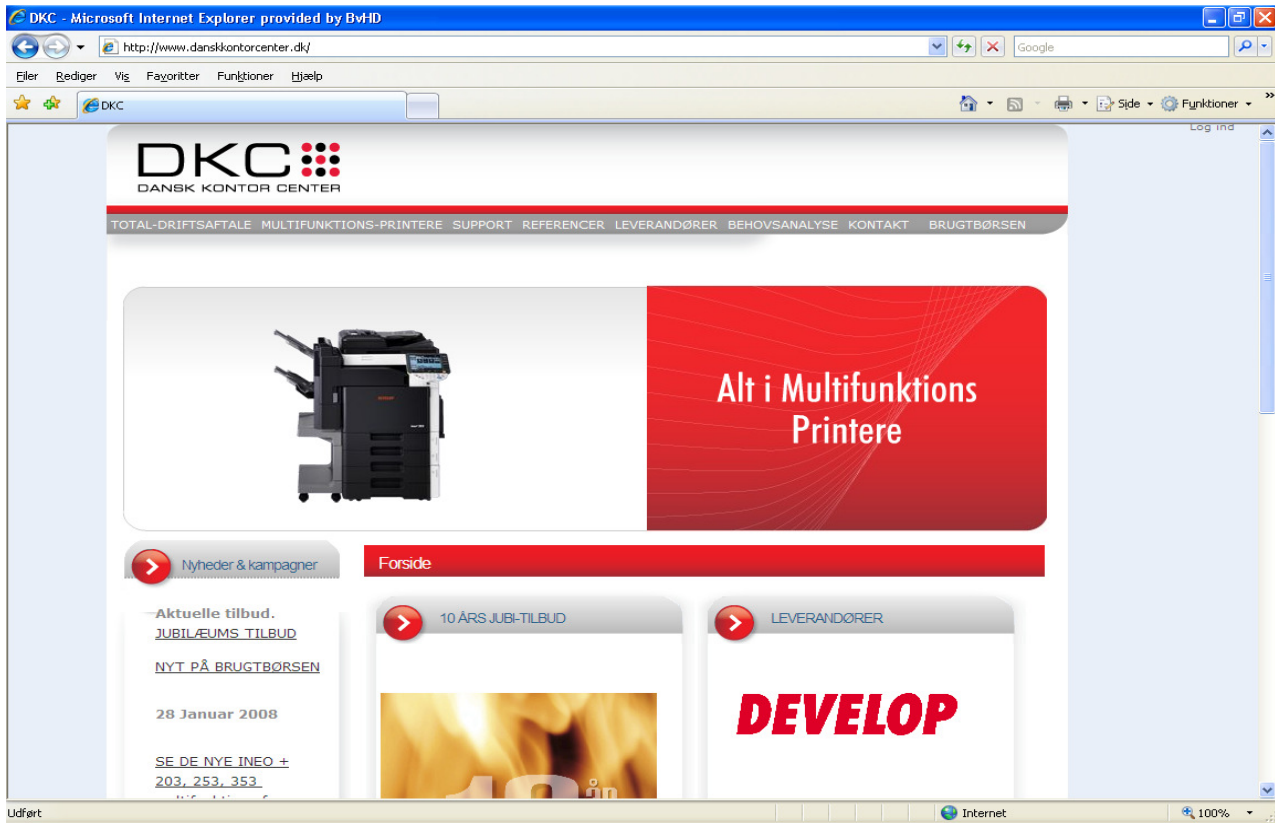 DKC - Microsoft Internet Explorer provided by BvHD
http://www.danskkontorcenter.dk/
Google
Filer Rediger Vis Favoritter Funktioner Hjælp
DKC
Side Funktioner »
Log ind
DKC
DANSK KONTOR CENTER
TOTAL-DRIFTSAFTALE MULTIFUNKTIONS-PRINTERE SUPPORT REFERENCER LEVERANDØRER BEHOVSANALYSE KONTAKT BRUGTBØRSEN
Alt i Multifunktions
Printere
Nyheder & kampagner
Forside
Aktuelle tilbud.
JUBILÆUMS TILBUD
NYT PÅ BRUGTBØRSEN
28 Januar 2008
SE DE NYE INEO +
203, 253, 353
10 ÅRS JUBI-TILBUD
10 år
LEVERANDØRER
DEVELOP
Udført
Internet
100%